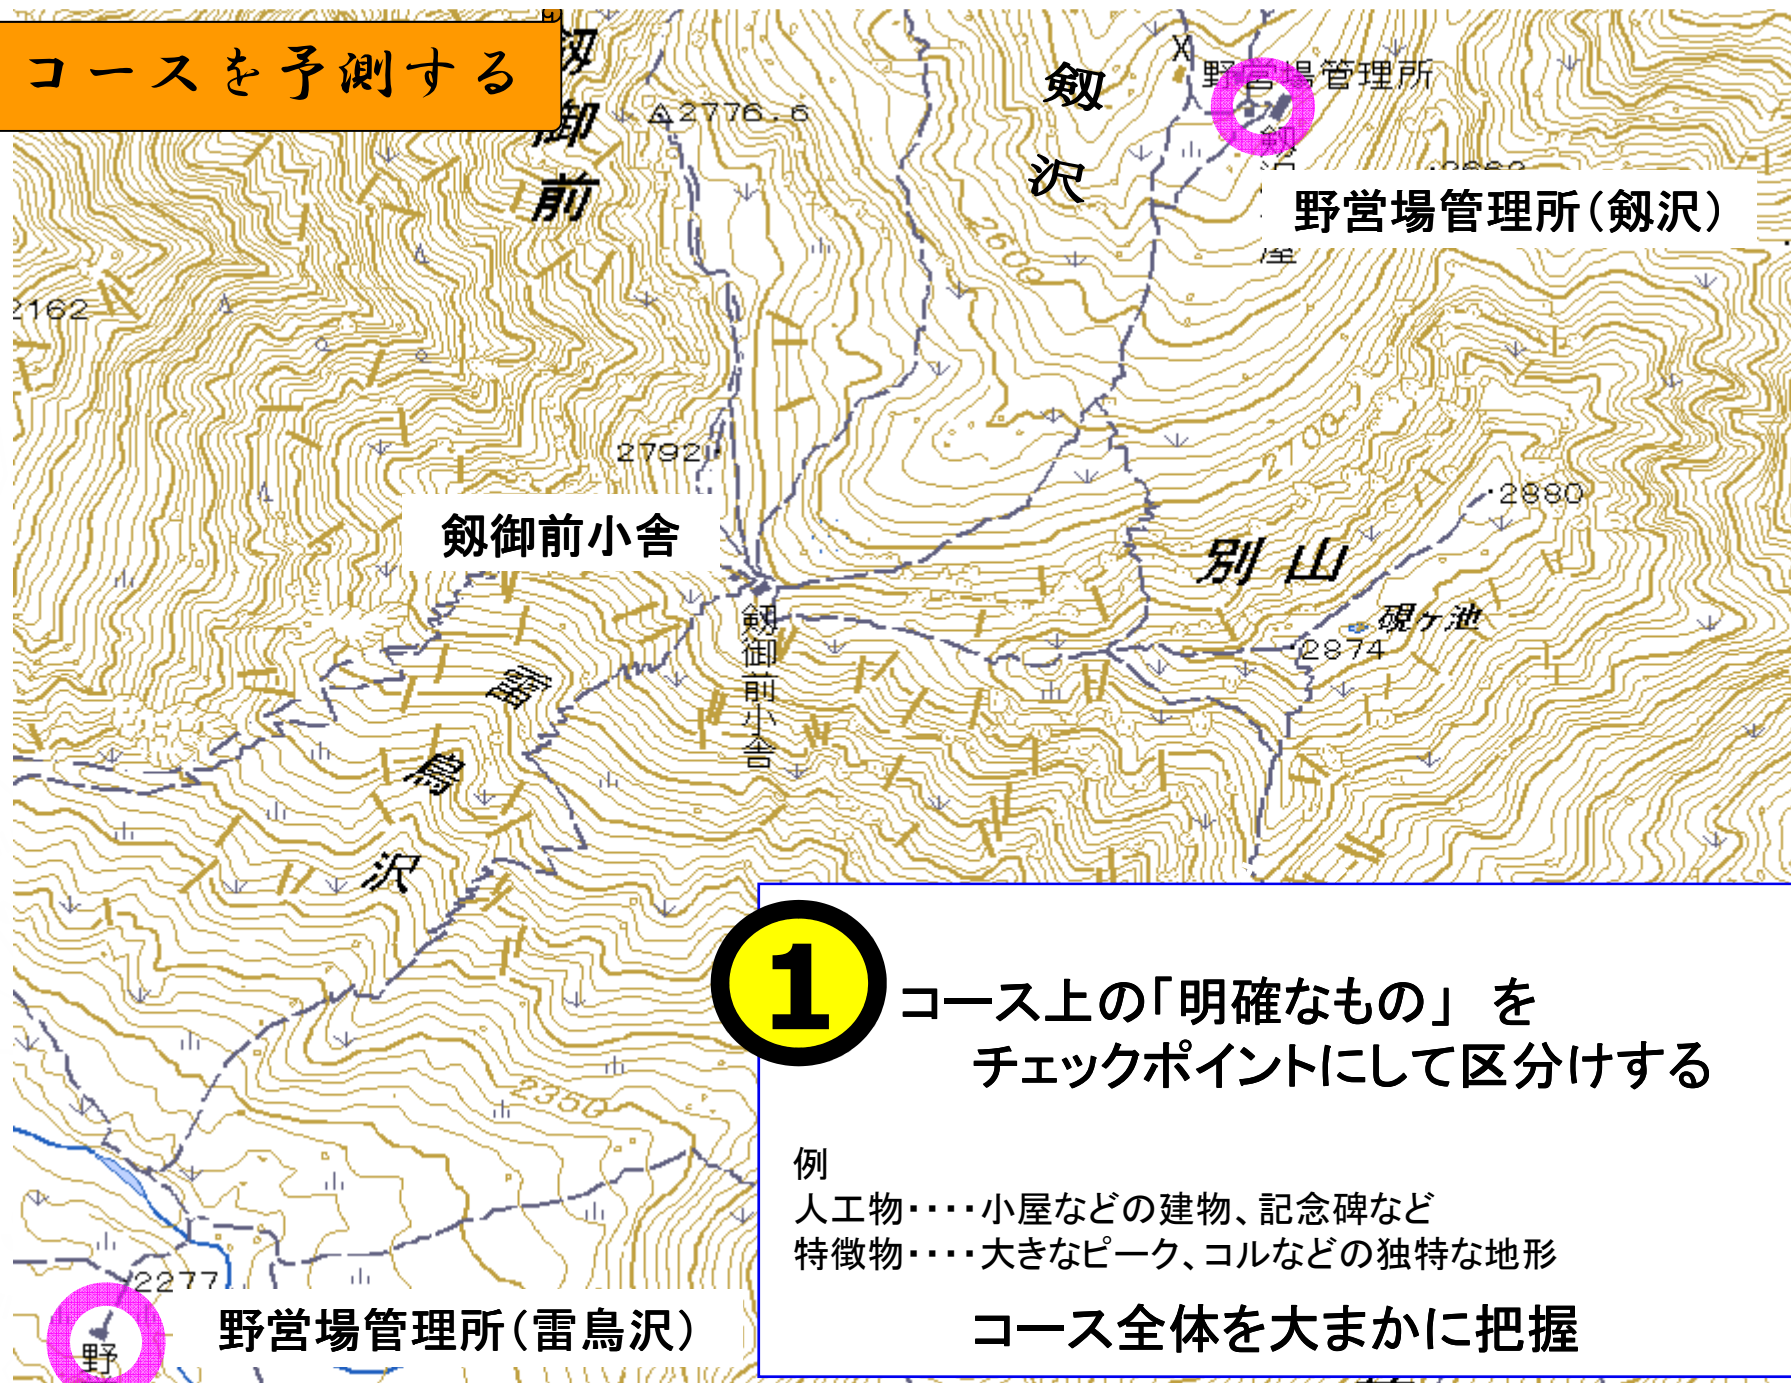 コースを予測する
剱御前
2776.6
剱沢
野営場管理所
野営場管理所（剱沢）
2600
2162
2792
2700
2880
剱御前小舎
別山
硯ヶ池
2874
剱御前小舎
雷鳥沢
1
コース上の「明確なもの」を
チェックポイントにして区分けする
例
人工物････小屋などの建物、記念碑など
特徴物････大きなピーク、コルなどの独特な地形
コース全体を大まかに把握
2350
2277
野営場管理所（雷鳥沢）
野